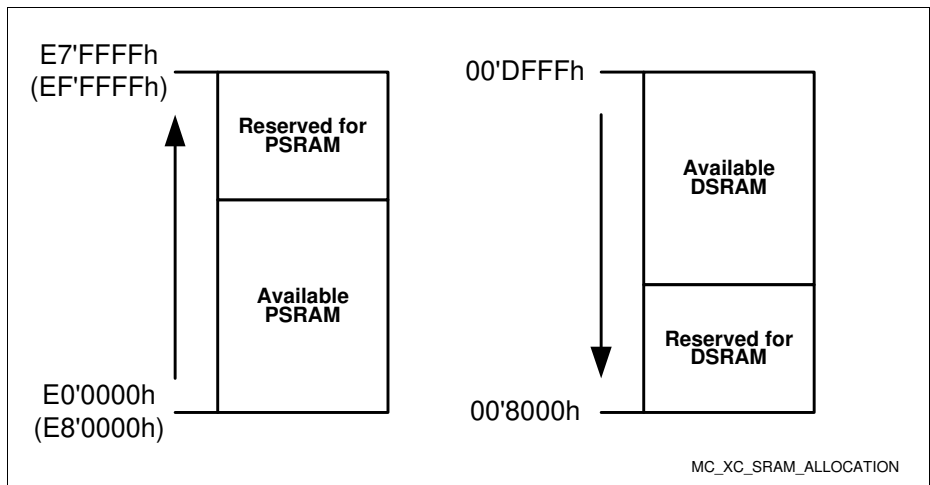 E7'FFFFh
(EF'FFFFh)
Reserved for
PSRAM
Available
PSRAM
E0'0000h
(E8'0000h)
00'DFFFh
Available
DSRAM
Reserved for
DSRAM
00'8000h
MC_XC_SRAM_ALLOCATION